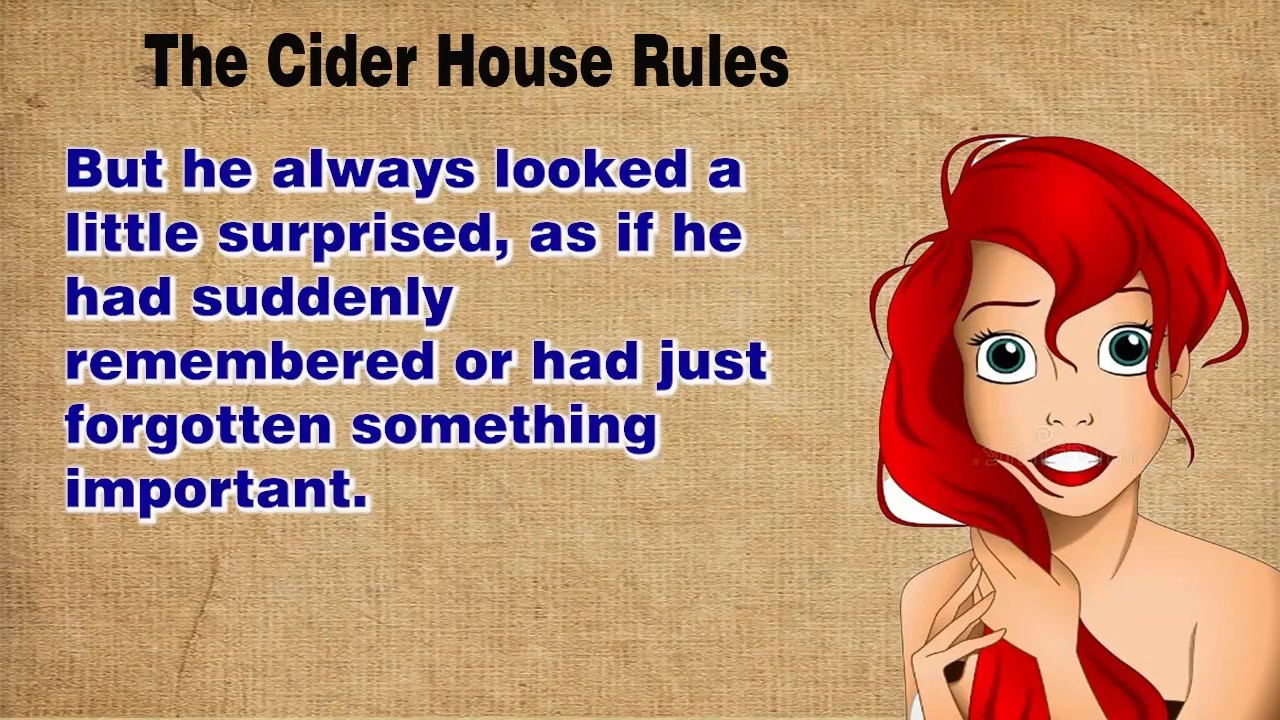 The Cider House Rules
But he always looked a
little surprised, as if he
had suddenly
remembered or had just
forgotten something
important.